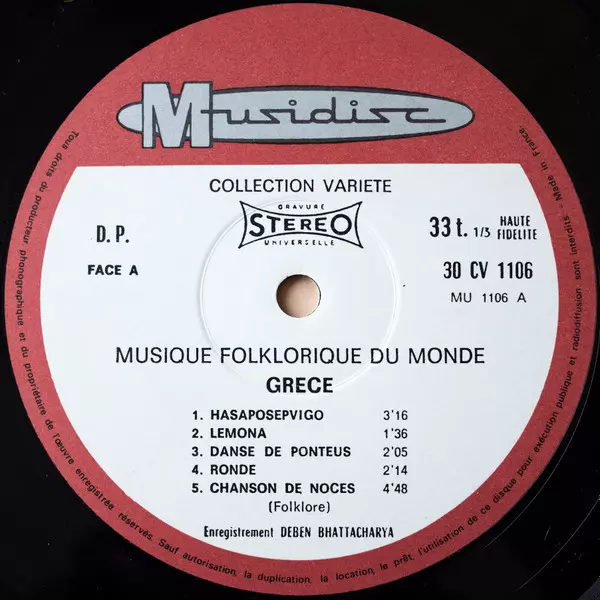 Musidisc
COLLECTION VARIETE
GRAVURE
STEREO
UNIVERSELLE
D.P.
33 t. 1/3 HAUTE FIDELITE
FACE A
30 CV 1106
MU 1106 A
MUSIQUE FOLKLORIQUE DU MONDE
GRECE
1. HASAPOSEPVIGO 3'16
2. LEMONA 1'36
3. DANSE DE PONTEUS 2'05
4. RONDE 2'14
5. CHANSON DE NOCES 4'48
(Folklore)
Enregistrement DEBEN BHATTACHARYA
Tous droits du producteur phonographique et du propriétaire de l'œuvre enregistrée réservés. Sauf autorisation, la duplication, la location, le prêt, l'utilisation de ce disque pour exécution publique et radiodiffusion sont interdits - Made in France.